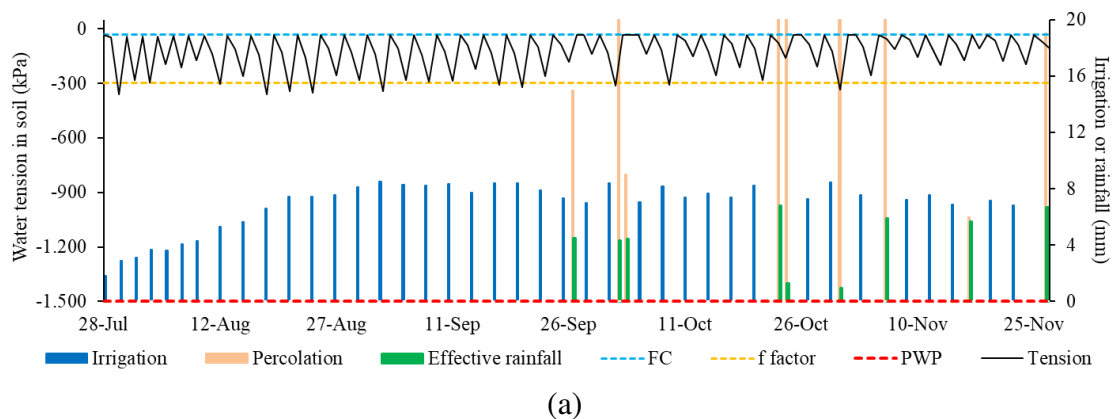 Water tension in soil (kPa)
0
-300
-600
-900
-1.200
-1.500
20
16
12
8
4
0
Irrigation or rainfall (mm)
28-Jul 12-Aug 27-Aug 11-Sep 26-Sep 11-Oct 26-Oct 10-Nov 25-Nov
Irrigation Percolation Effective rainfall FC f factor PWP Tension
(a)